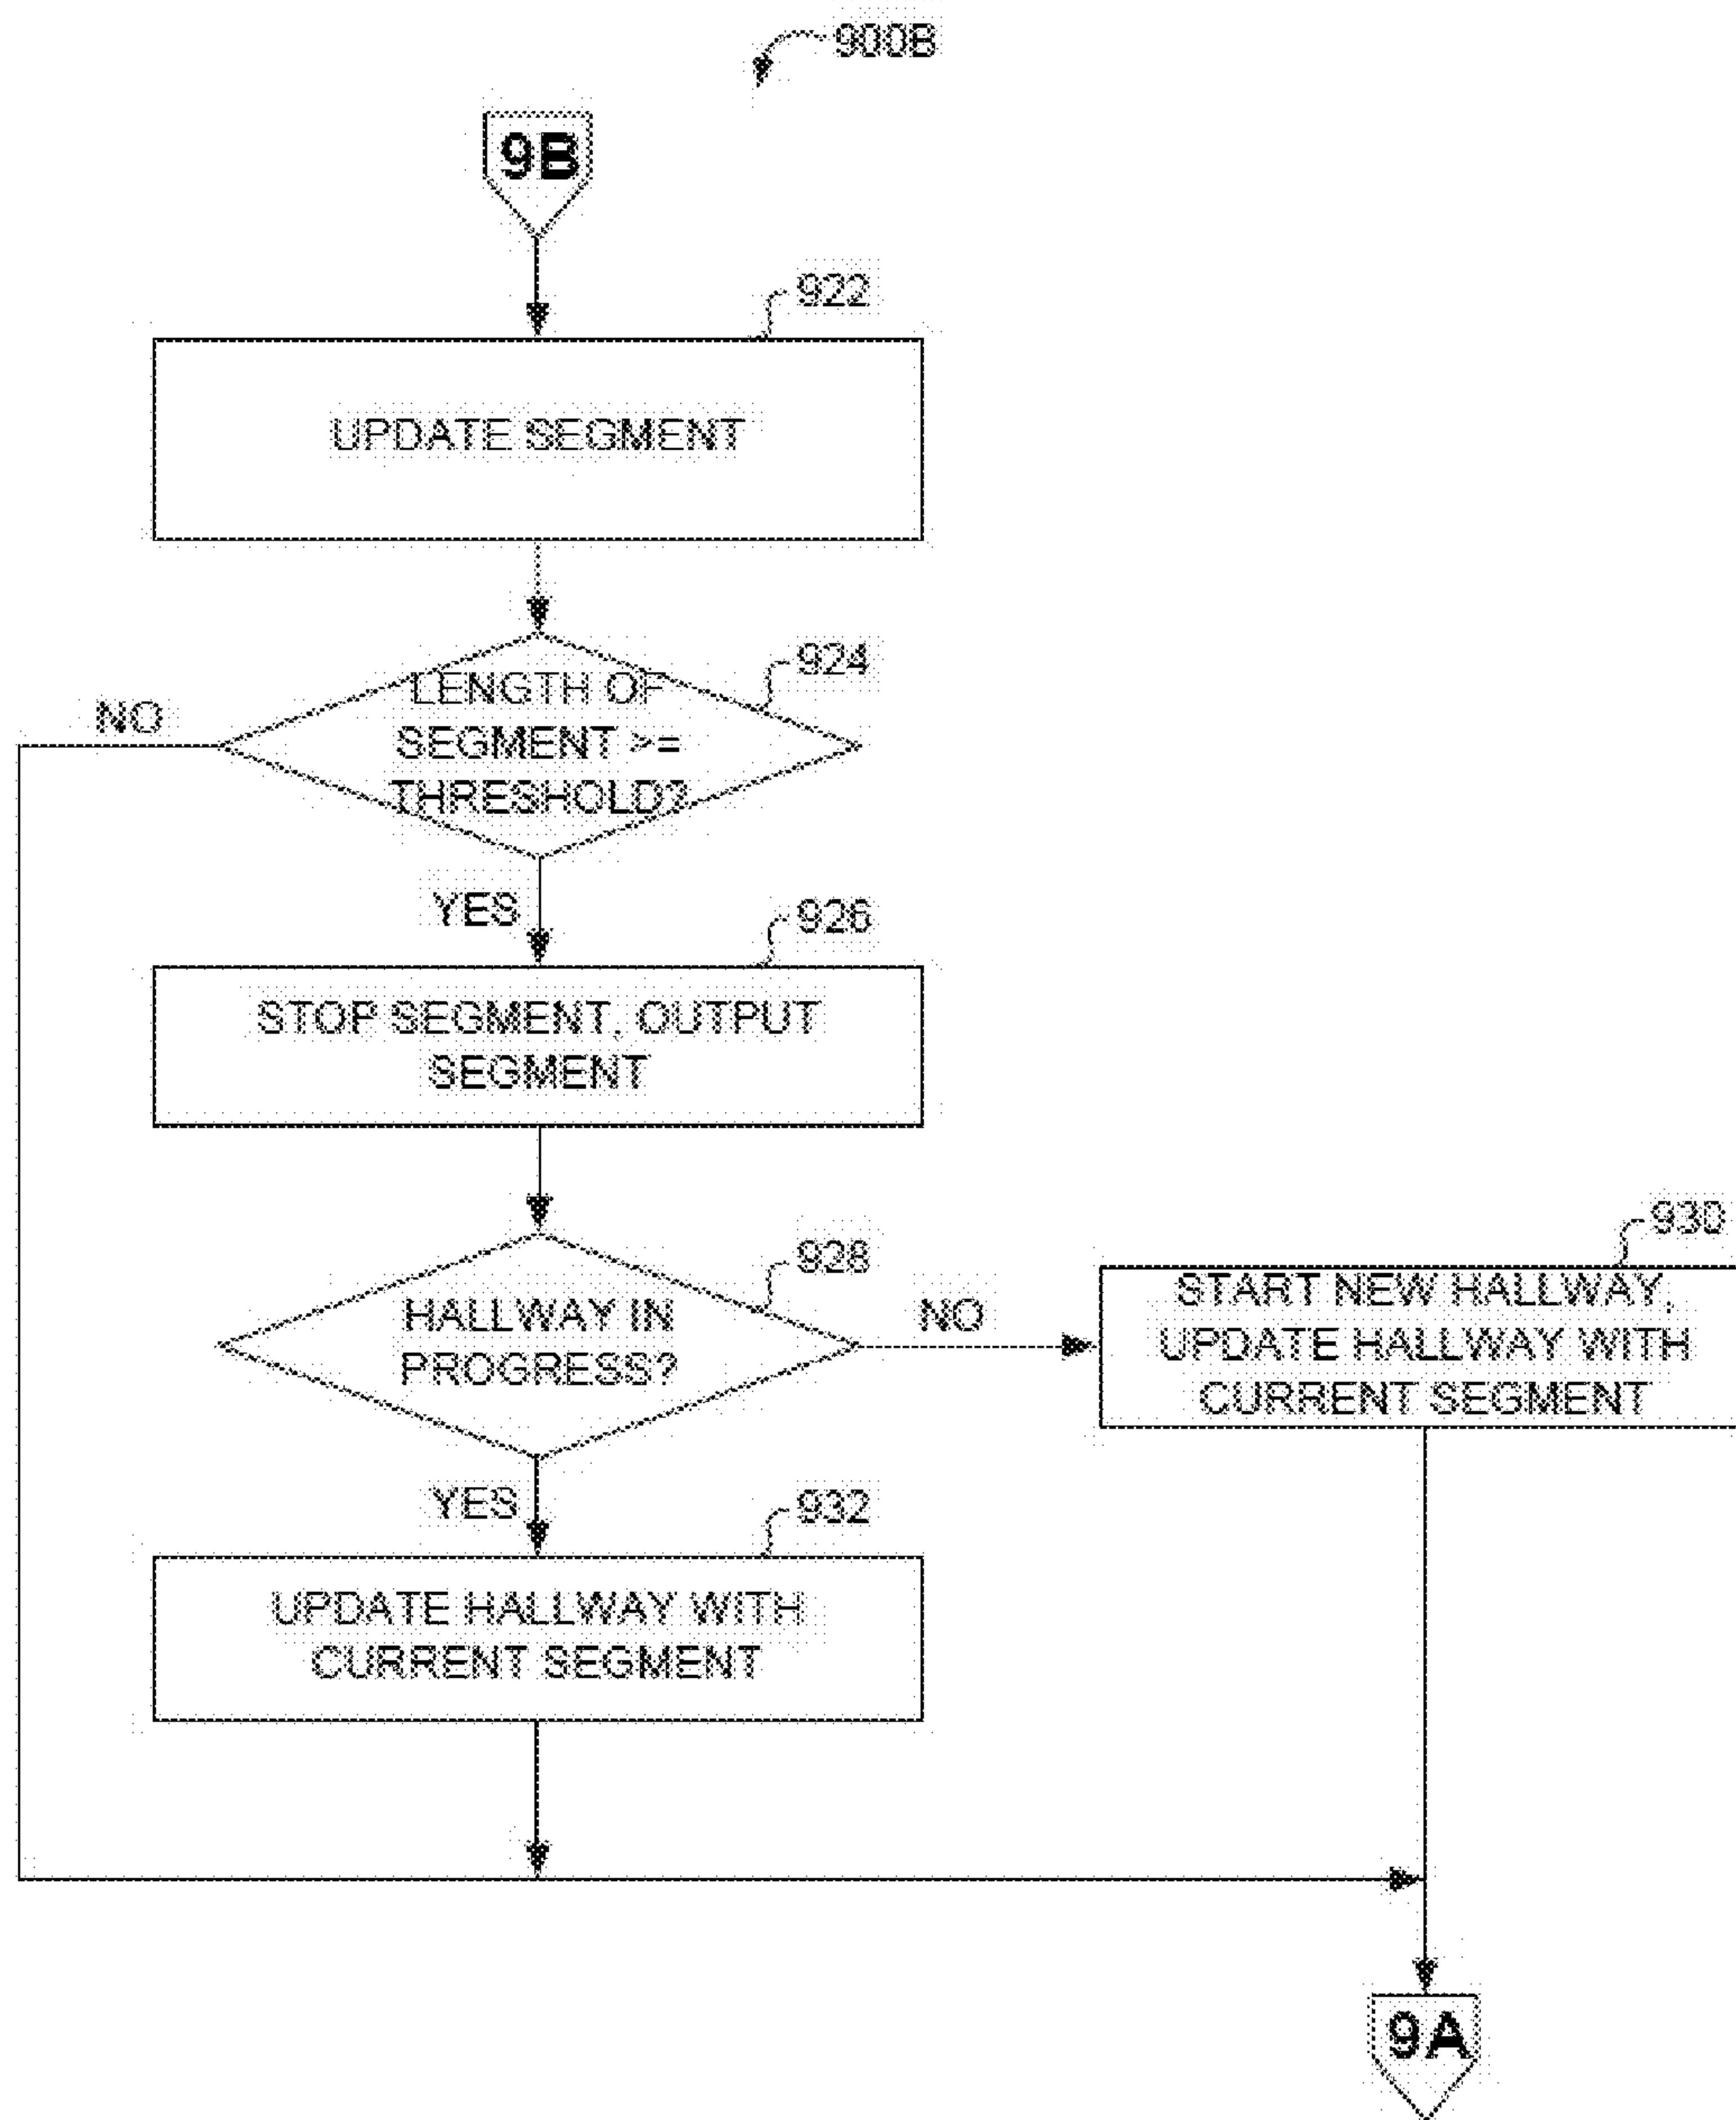 900B
9B
922
UPDATE SEGMENT
924
LENGTH OF
SEGMENT >=
THRESHOLD?
NO
YES
926
STOP SEGMENT, OUTPUT
SEGMENT
928
HALLWAY IN
PROGRESS?
NO
930
START NEW HALLWAY,
UPDATE HALLWAY WITH
CURRENT SEGMENT
YES
932
UPDATE HALLWAY WITH
CURRENT SEGMENT
9A